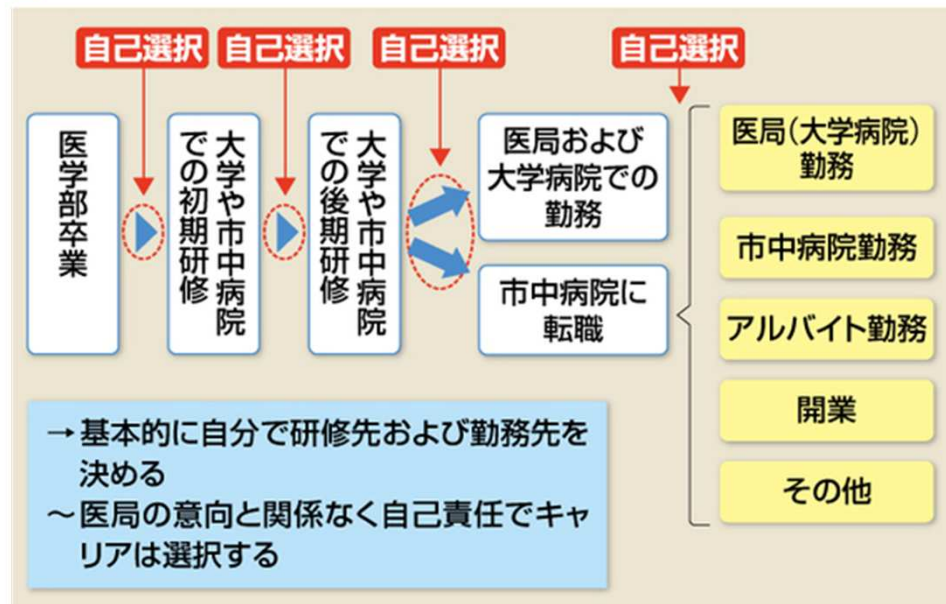 自己選択
自己選択
自己選択
自己選択
医学部卒業
大学や市中病院
での初期研修
大学や市中病院
での後期研修
医局および
大学病院での
勤務
市中病院に
転職
医局(大学病院)
勤務
市中病院勤務
アルバイト勤務
開業
その他
→ 基本的に自分で研修先および勤務先を
決める
～医局の意向と関係なく自己責任でキャ
リアは選択する